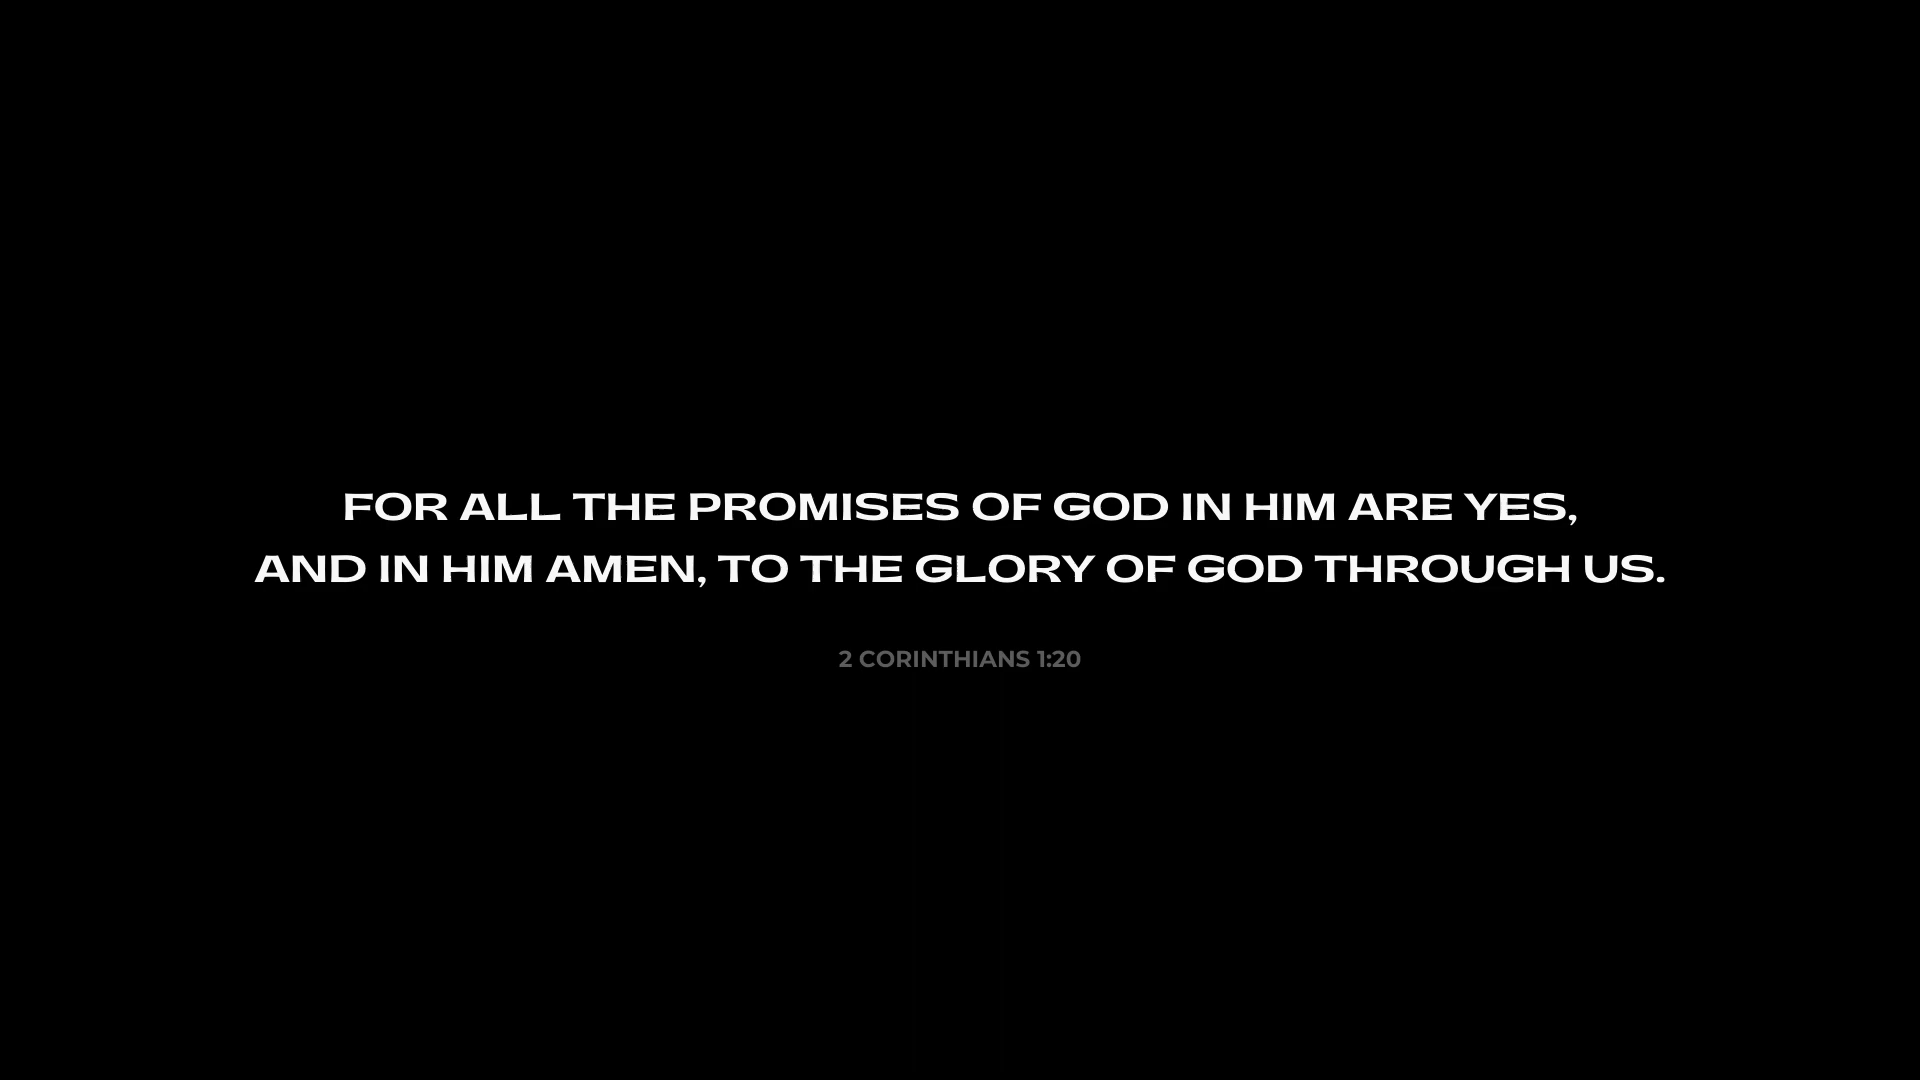 FOR ALL THE PROMISES OF GOD IN HIM ARE YES,
AND IN HIM AMEN, TO THE GLORY OF GOD THROUGH US.
2 CORINTHIANS 1:20